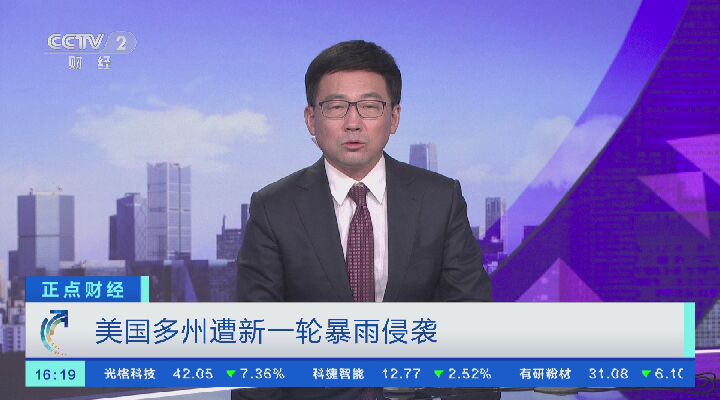 CCTV 2
财经
正点财经
美国多州遭新一轮暴雨侵袭
16:19 光格科技 42.05 ▼7.36% 科捷智能 12.77 ▼2.52% 有研粉材 31.08 ▼6.10